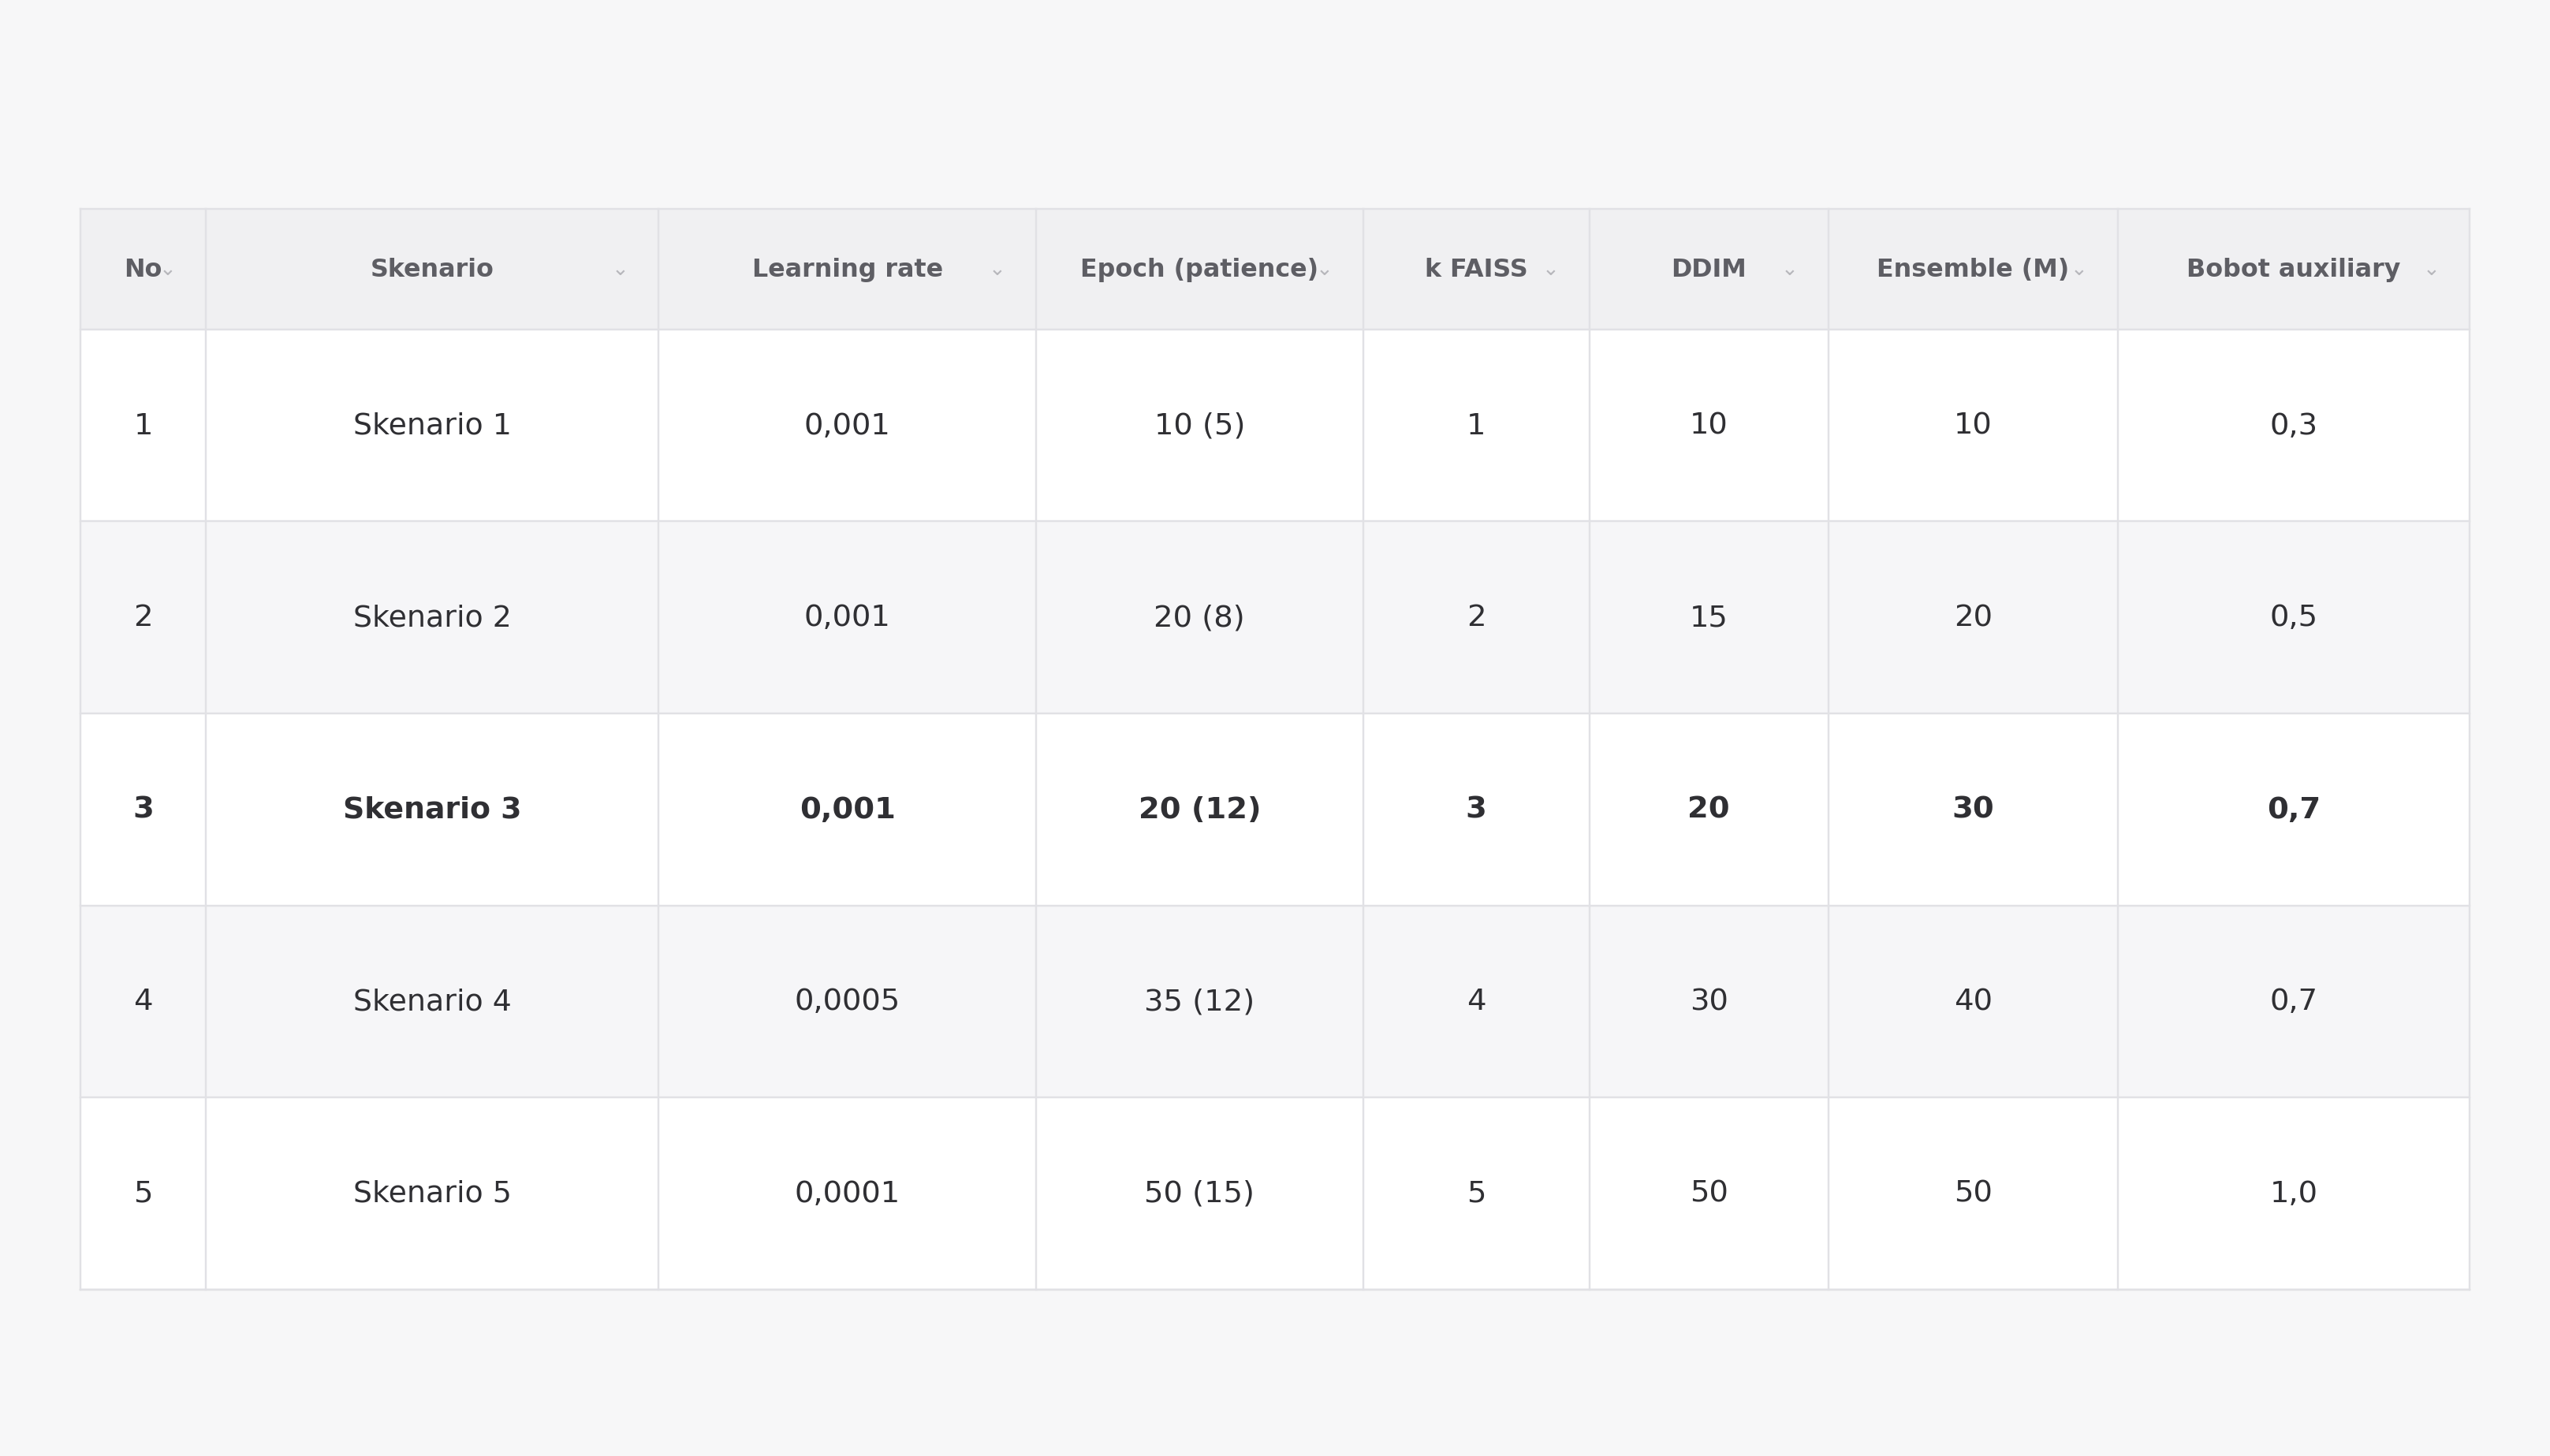 No Skenario Learning rate Epoch (patience) k FAISS DDIM Ensemble (M) Bobot auxiliary
1 Skenario 1 0,001 10 (5) 1 10 10 0,3
2 Skenario 2 0,001 20 (8) 2 15 20 0,5
3 Skenario 3 0,001 20 (12) 3 20 30 0,7
4 Skenario 4 0,0005 35 (12) 4 30 40 0,7
5 Skenario 5 0,0001 50 (15) 5 50 50 1,0